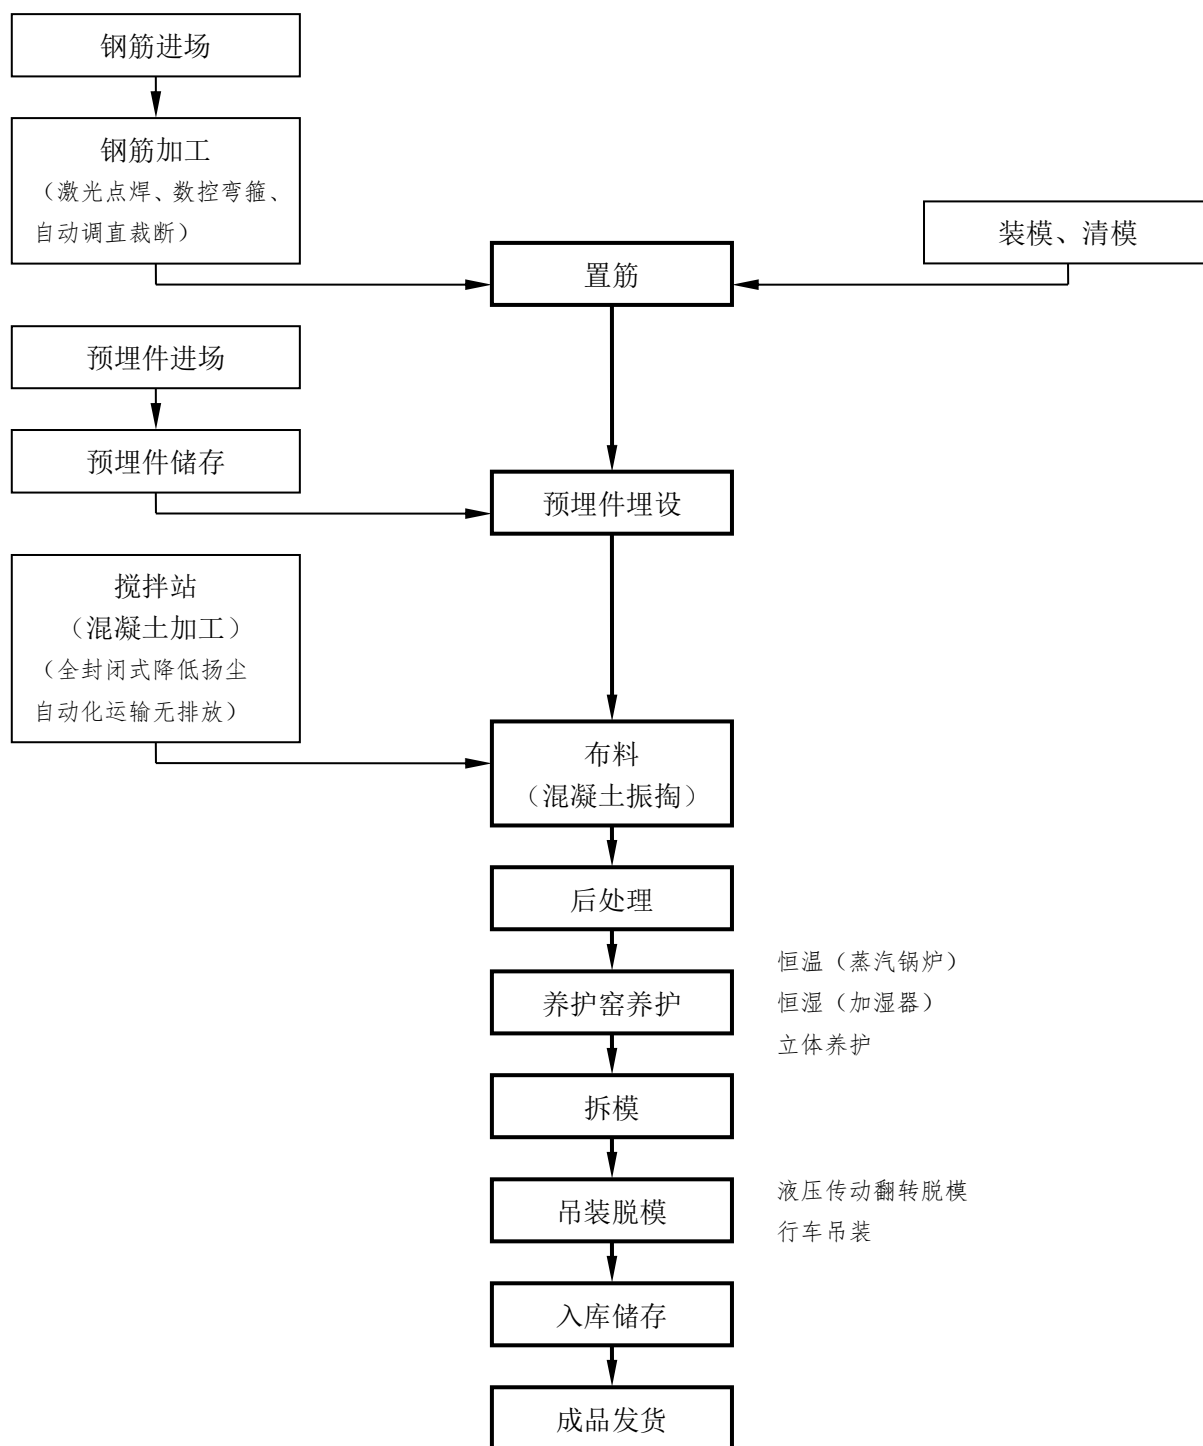 钢筋进场
钢筋加工
（激光点焊、数控弯箍、
自动调直裁断）
装模、清模
置筋
预埋件进场
预埋件储存
预埋件埋设
搅拌站
（混凝土加工）
（全封闭式降低扬尘
自动化运输无排放）
布料
（混凝土振掏）
后处理
养护窑养护
恒温（蒸汽锅炉）
恒湿（加湿器）
立体养护
拆模
吊装脱模
液压传动翻转脱模
行车吊装
入库储存
成品发货